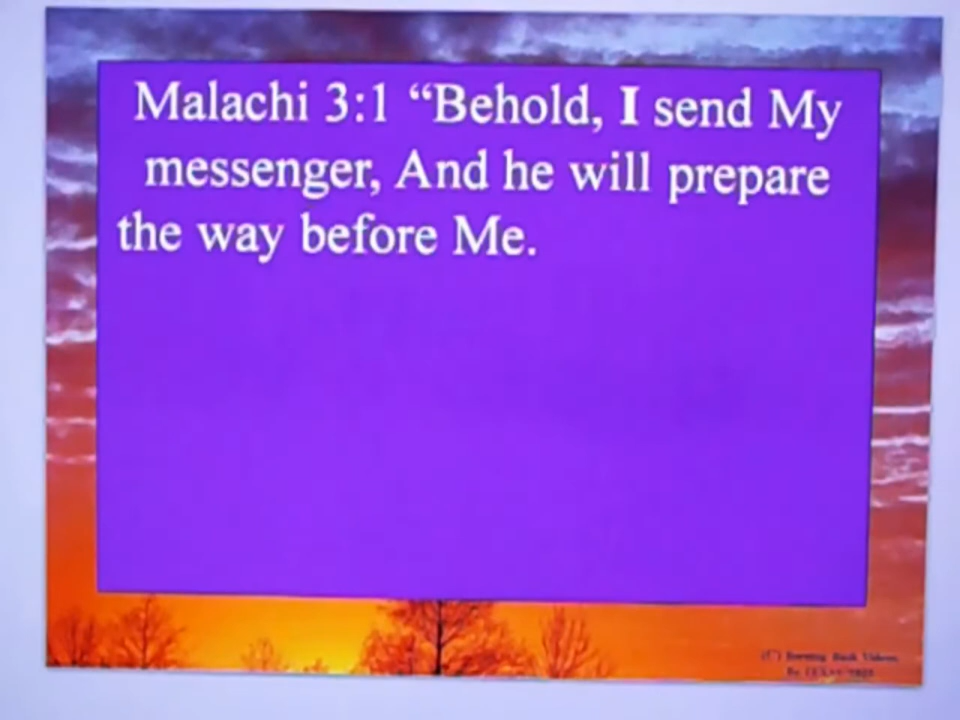 Malachi 3:1 “Behold, I send My
messenger, And he will prepare
the way before Me.